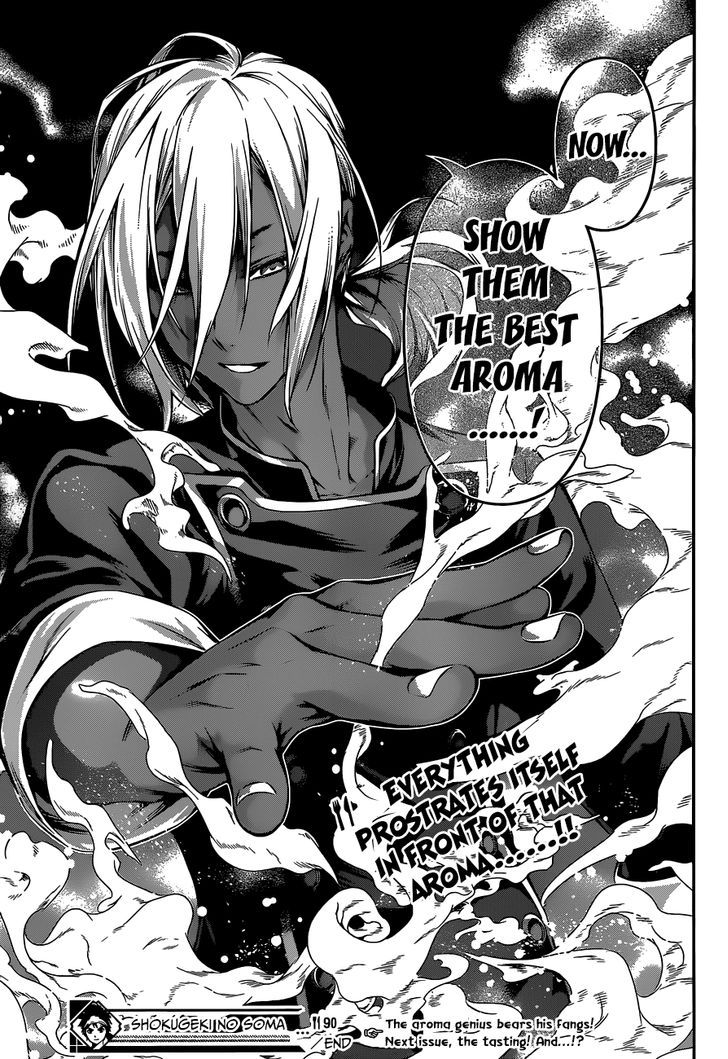 NOW...
SHOW
THEM
THE BEST
AROMA
.......!
EVERYTHING
PROSTRATES ITSELF
IN FRONT OF THAT
AROMA......!!
SHOKUGEKI NO SOMA
...90
/END
The aroma genius bears his fangs!
Next issue, the tasting! And...!?